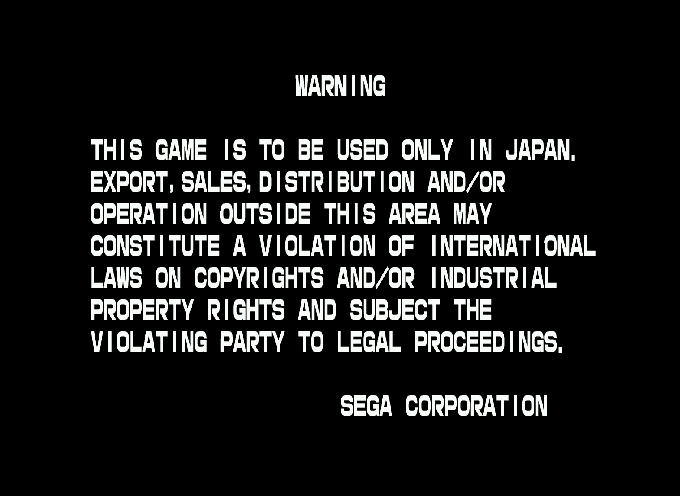 WARNING
THIS GAME IS TO BE USED ONLY IN JAPAN.
EXPORT, SALES, DISTRIBUTION AND/OR
OPERATION OUTSIDE THIS AREA MAY
CONSTITUTE A VIOLATION OF INTERNATIONAL
LAWS ON COPYRIGHTS AND/OR INDUSTRIAL
PROPERTY RIGHTS AND SUBJECT THE
VIOLATING PARTY TO LEGAL PROCEEDINGS.
SEGA CORPORATION